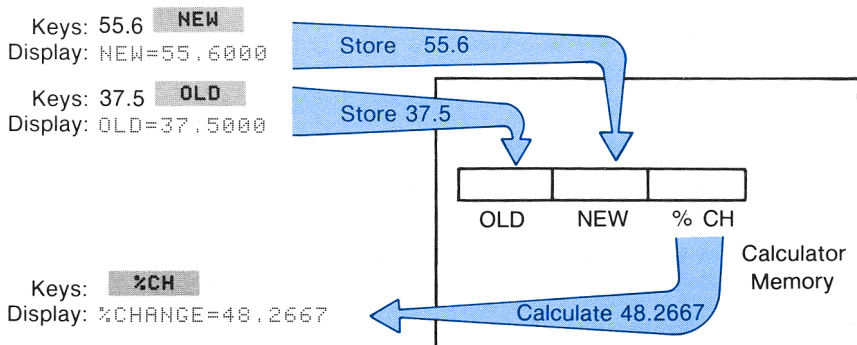 Keys: 55.6 NEW
Display: NEW=55.6000
Store 55.6
Keys: 37.5 OLD
Display: OLD=37.5000
Store 37.5
OLD NEW % CH
Calculator
Memory
Keys: %CH
Display: %CHANGE=48.2667
Calculate 48.2667